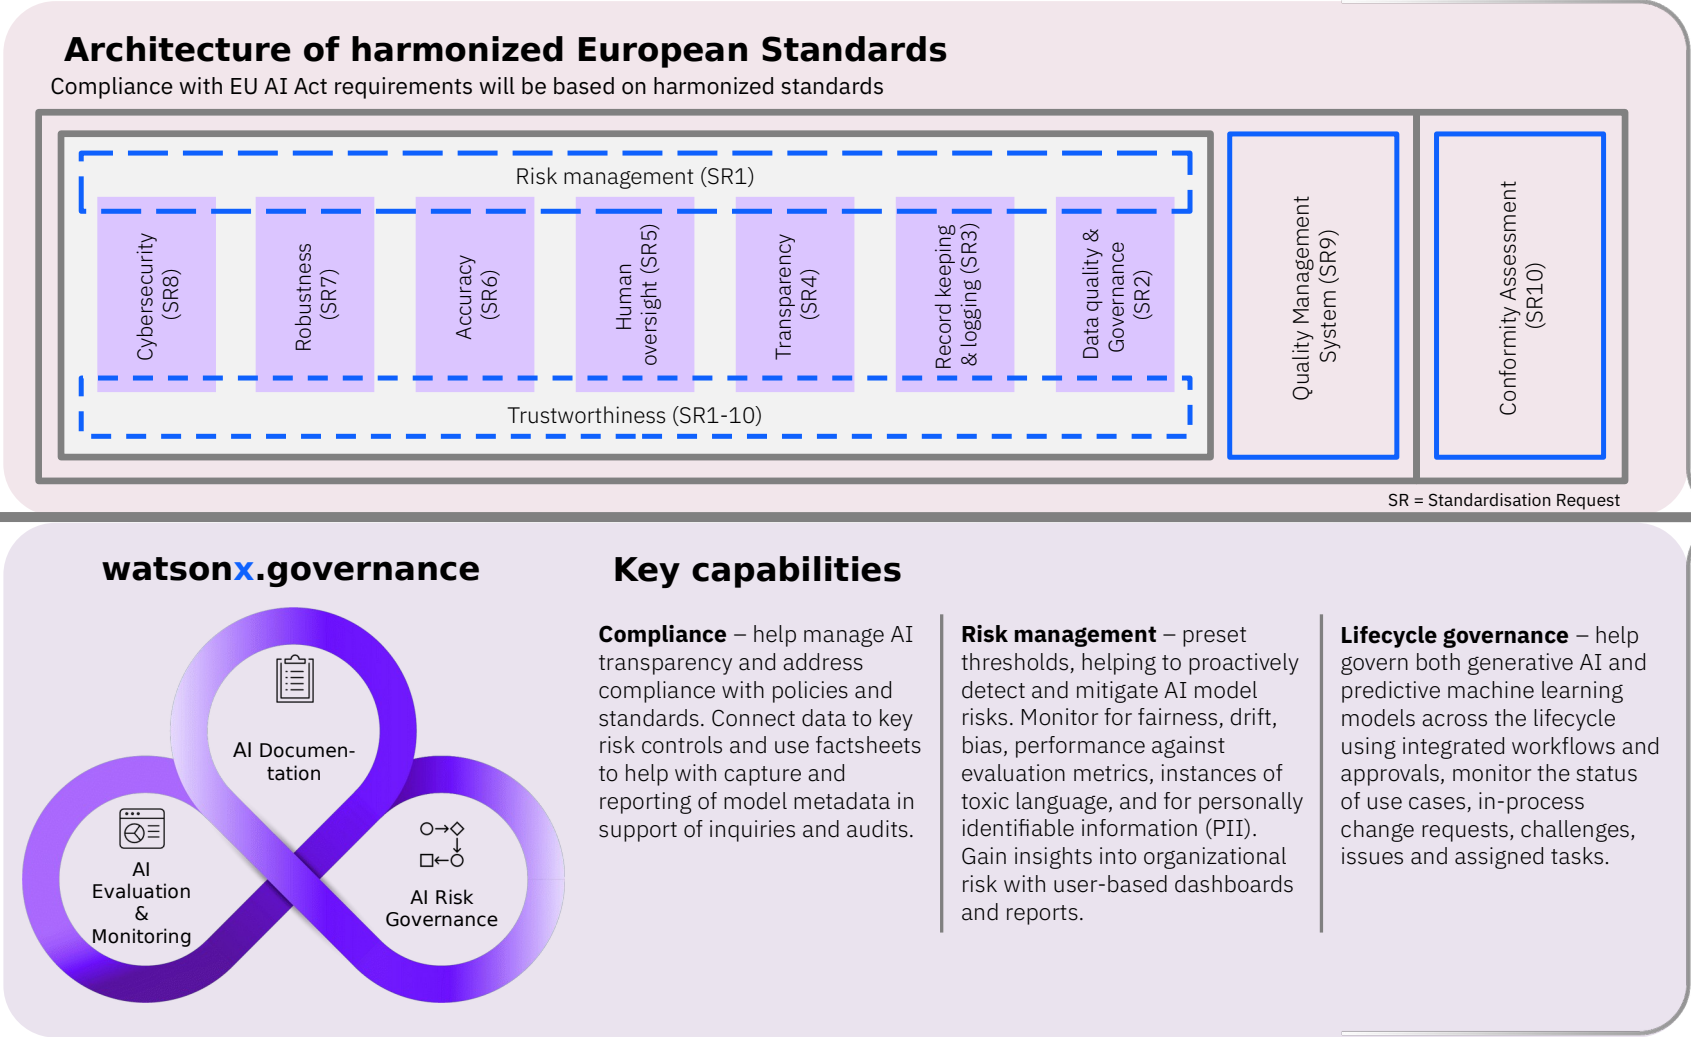 Architecture of harmonized European Standards
Compliance with EU AI Act requirements will be based on harmonized standards
Risk management (SR1)
Cybersecurity
(SR8)
Robustness
(SR7)
Accuracy
(SR6)
Human
oversight (SR5)
Transparency
(SR4)
Record keeping
& logging (SR3)
Data quality &
Governance
(SR2)
Trustworthiness (SR1-10)
Quality Management
System (SR9)
Conformity Assessment
(SR10)
SR = Standardisation Request
watsonx.governance
AI Documen-
tation
AI
Evaluation
&
Monitoring
AI Risk
Governance
Key capabilities
Compliance – help manage AI
transparency and address
compliance with policies and
standards. Connect data to key
risk controls and use factsheets
to help with capture and
reporting of model metadata in
support of inquiries and audits.
Risk management – preset
thresholds, helping to proactively
detect and mitigate AI model
risks. Monitor for fairness, drift,
bias, performance against
evaluation metrics, instances of
toxic language, and for personally
identifiable information (PII).
Gain insights into organizational
risk with user-based dashboards
and reports.
Lifecycle governance – help
govern both generative AI and
predictive machine learning
models across the lifecycle
using integrated workflows and
approvals, monitor the status
of use cases, in-process
change requests, challenges,
issues and assigned tasks.